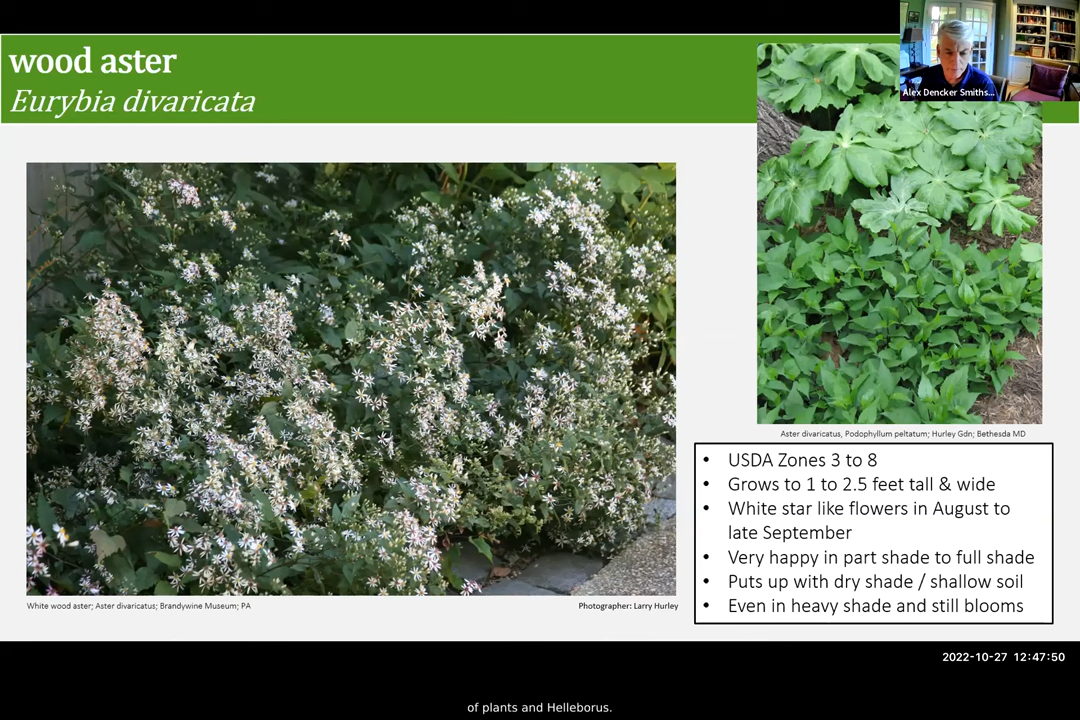 wood aster
Eurybia divaricata
Alex Dencker Smiths...
Aster divaricatus, Podophyllum peltatum; Hurley Gdn; Bethesda MD
• USDA Zones 3 to 8
• Grows to 1 to 2.5 feet tall & wide
• White star like flowers in August to
late September
• Very happy in part shade to full shade
• Puts up with dry shade / shallow soil
• Even in heavy shade and still blooms
White wood aster; Aster divaricatus; Brandywine Museum; PA
Photographer: Larry Hurley
2022-10-27 12:47:50
of plants and Helleborus.